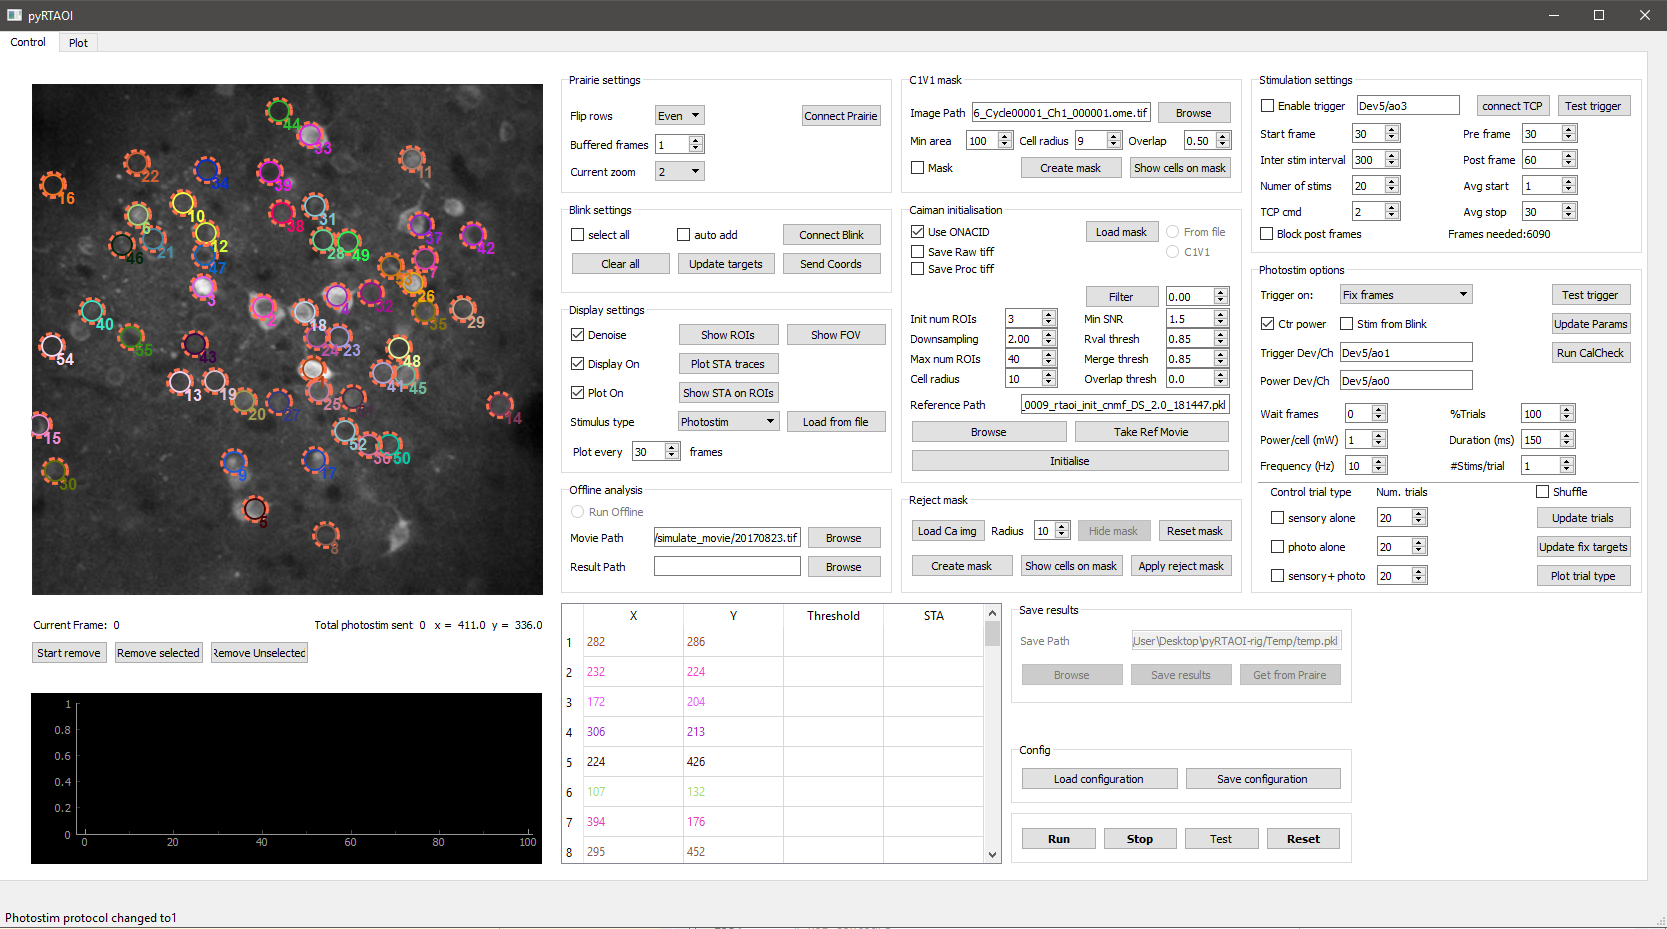 pyRTAOI
Control Plot
44
33
11
22
34
39
16
10
31
38
6
37
12
21
42
28 49
46
47
7
53
3
26
4 32
2
18
35
29
40
55
24 23
43
48
54
41 45
13 19
25
20 27
14
15
52
50
9 17
30
5
8
Current Frame: 0 Total photostim sent 0 x = 411.0 y = 336.0
Start remove Remove selected Remove Unselected
1
0.8
0.6
0.4
0.2
0
0 20 40 60 80 100
Prairie settings
Flip rows Even Connect Prairie
Buffered frames 1
Current zoom 2
Blink settings
select all auto add Connect Blink
Clear all Update targets Send Coords
Display settings
Denoise Show ROIs Show FOV
Display On Plot STA traces
Plot On Show STA on ROIs
Stimulus type Photostim Load from file
Plot every 30 frames
Offline analysis
Run Offline
Movie Path /simulate_movie/20170823.tif Browse
Result Path Browse
C1V1 mask
Image Path 6_Cycle00001_Ch1_000001.ome.tif Browse
Min area 100 Cell radius 9 Overlap 0.50
Mask Create mask Show cells on mask
Caiman initialisation
Use ONACID Load mask From file
Save Raw tiff C1V1
Save Proc tiff
Filter 0.00
Init num ROIs 3 Min SNR 1.5
Downsampling 2.00 Rval thresh 0.85
Max num ROIs 40 Merge thresh 0.85
Cell radius 10 Overlap thresh 0.0
Reference Path _0009_rtaoi_init_cnmf_DS_2.0_181447.pkl
Browse Take Ref Movie
Initialise
Reject mask
Load Ca img Radius 10 Hide mask Reset mask
Create mask Show cells on mask Apply reject mask
Stimulation settings
Enable trigger Dev5/ao3 connect TCP Test trigger
Start frame 30 Pre frame 30
Inter stim interval 300 Post frame 60
Numer of stims 20 Avg start 1
TCP cmd 2 Avg stop 30
Block post frames Frames needed:6090
Photostim options
Trigger on: Fix frames Test trigger
Ctr power Stim from Blink Update Params
Trigger Dev/Ch Dev5/ao1 Run CalCheck
Power Dev/Ch Dev5/ao0
Wait frames 0 %Trials 100
Power/cell (mW) 1 Duration (ms) 150
Frequency (Hz) 10 #Stims/trial 1
Control trial type Num. trials Shuffle
sensory alone 20 Update trials
photo alone 20 Update fix targets
sensory+photo 20 Plot trial type
X Y Threshold STA
1 282 286
2 232 224
3 172 204
4 306 213
5 224 426
6 107 132
7 394 176
8 295 452
Save results
Save Path User\Desktop\pyRTAOI-rig/Temp/temp.pkl
Browse Save results Get from Praire
Config
Load configuration Save configuration
Run Stop Test Reset
Photostim protocol changed to1